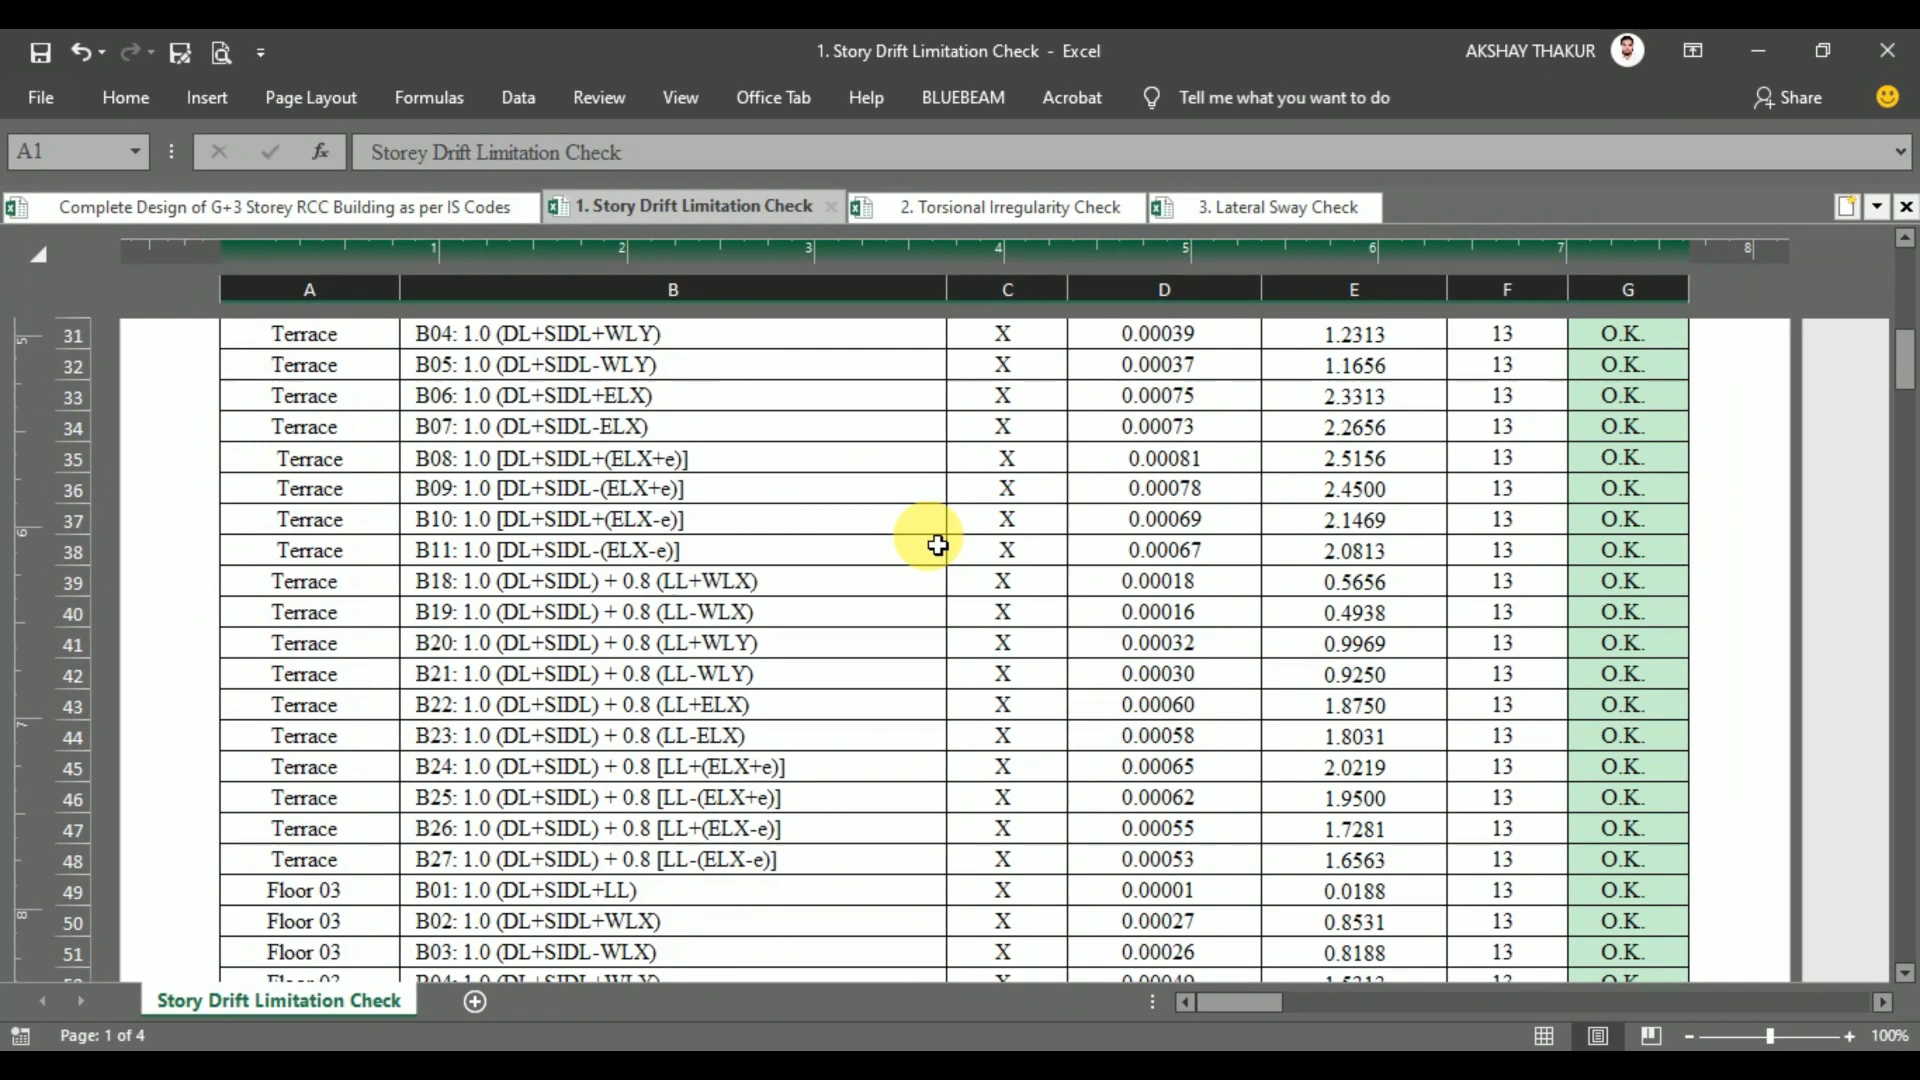 1. Story Drift Limitation Check - Excel
AKSHAY THAKUR
File Home Insert Page Layout Formulas Data Review View Office Tab Help BLUEBEAM Acrobat Tell me what you want to do Share
A1 fx Storey Drift Limitation Check
Complete Design of G+3 Storey RCC Building as per IS Codes 1. Story Drift Limitation Check 2. Torsional Irregularity Check 3. Lateral Sway Check
1 2 3 4 5 6 7 8
A B C D E F G
31 Terrace B04: 1.0 (DL+SIDL+WLY) X 0.00039 1.2313 13 O.K.
32 Terrace B05: 1.0 (DL+SIDL-WLY) X 0.00037 1.1656 13 O.K.
33 Terrace B06: 1.0 (DL+SIDL+ELX) X 0.00075 2.3313 13 O.K.
34 Terrace B07: 1.0 (DL+SIDL-ELX) X 0.00073 2.2656 13 O.K.
35 Terrace B08: 1.0 [DL+SIDL+(ELX+e)] X 0.00081 2.5156 13 O.K.
36 Terrace B09: 1.0 [DL+SIDL-(ELX+e)] X 0.00078 2.4500 13 O.K.
37 Terrace B10: 1.0 [DL+SIDL+(ELX-e)] X 0.00069 2.1469 13 O.K.
38 Terrace B11: 1.0 [DL+SIDL-(ELX-e)] X 0.00067 2.0813 13 O.K.
39 Terrace B18: 1.0 (DL+SIDL) + 0.8 (LL+WLX) X 0.00018 0.5656 13 O.K.
40 Terrace B19: 1.0 (DL+SIDL) + 0.8 (LL-WLX) X 0.00016 0.4938 13 O.K.
41 Terrace B20: 1.0 (DL+SIDL) + 0.8 (LL+WLY) X 0.00032 0.9969 13 O.K.
42 Terrace B21: 1.0 (DL+SIDL) + 0.8 (LL-WLY) X 0.00030 0.9250 13 O.K.
43 Terrace B22: 1.0 (DL+SIDL) + 0.8 (LL+ELX) X 0.00060 1.8750 13 O.K.
44 Terrace B23: 1.0 (DL+SIDL) + 0.8 (LL-ELX) X 0.00058 1.8031 13 O.K.
45 Terrace B24: 1.0 (DL+SIDL) + 0.8 [LL+(ELX+e)] X 0.00065 2.0219 13 O.K.
46 Terrace B25: 1.0 (DL+SIDL) + 0.8 [LL-(ELX+e)] X 0.00062 1.9500 13 O.K.
47 Terrace B26: 1.0 (DL+SIDL) + 0.8 [LL+(ELX-e)] X 0.00055 1.7281 13 O.K.
48 Terrace B27: 1.0 (DL+SIDL) + 0.8 [LL-(ELX-e)] X 0.00053 1.6563 13 O.K.
49 Floor 03 B01: 1.0 (DL+SIDL+LL) X 0.00001 0.0188 13 O.K.
50 Floor 03 B02: 1.0 (DL+SIDL+WLX) X 0.00027 0.8531 13 O.K.
51 Floor 03 B03: 1.0 (DL+SIDL-WLX) X 0.00026 0.8188 13 O.K.
Story Drift Limitation Check
Page: 1 of 4 100%